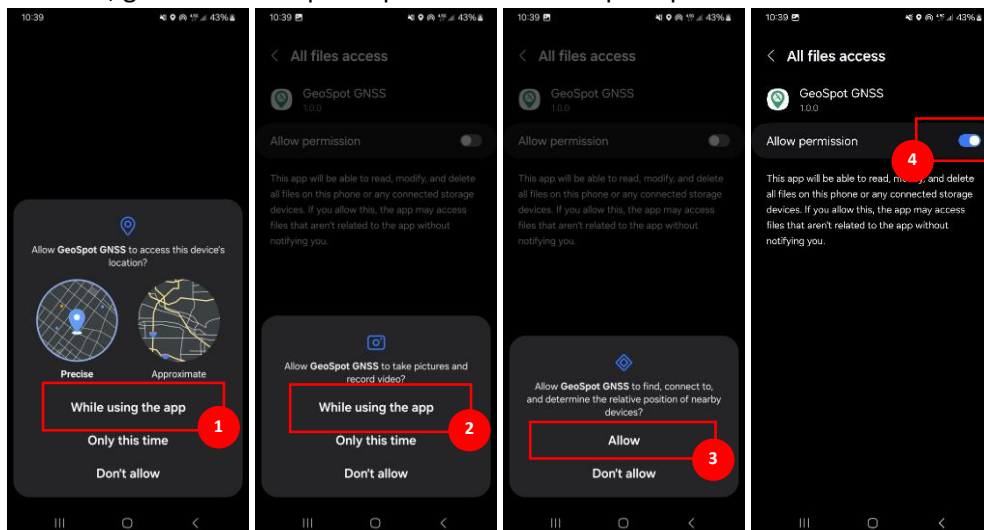 10:39 43%
Allow GeoSpot GNSS to access this device's
location?
Precise Approximate
While using the app
1
Only this time
Don't allow
10:39 43%
All files access
GeoSpot GNSS
1.0.0
Allow permission
This app will be able to read, modify, and delete
all files on this phone or any connected storage
devices. If you allow this, the app may access
files that aren't related to the app without
notifying you.
Allow GeoSpot GNSS to take pictures and
record video?
While using the app
2
Only this time
Don't allow
10:39 43%
All files access
GeoSpot GNSS
1.0.0
Allow permission
This app will be able to read, modify, and delete
all files on this phone or any connected storage
devices. If you allow this, the app may access
files that aren't related to the app without
notifying you.
Allow GeoSpot GNSS to find, connect to,
and determine the relative position of nearby
devices?
Allow
3
Don't allow
10:39 43%
All files access
GeoSpot GNSS
1.0.0
Allow permission
4
This app will be able to read, and delete
all files on this phone or any connected storage
devices. If you allow this, the app may access
files that aren't related to the app without
notifying you.